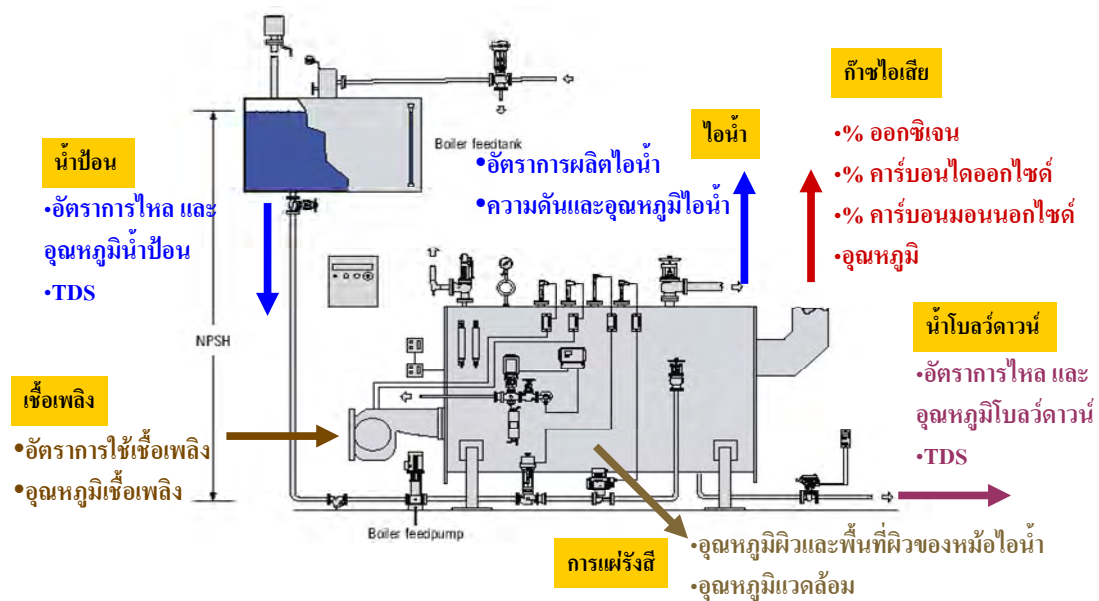 ก๊าซไอเสีย
•% ออกซิเจน
•% คาร์บอนไดออกไซด์
•% คาร์บอนมอนนอกไซด์
•อุณหภูมิ
ไอน้ำ
•อัตราการผลิตไอน้ำ
•ความดันและอุณหภูมิไอน้ำ
Boiler feedtank
น้ำป้อน
•อัตราการไหล และ
อุณหภูมิน้ำป้อน
•TDS
NPSH
น้ำโบลว์ดาวน์
•อัตราการไหล และ
อุณหภูมิโบลว์ดาวน์
•TDS
เชื้อเพลิง
•อัตราการใช้เชื้อเพลิง
•อุณหภูมิเชื้อเพลิง
Boiler feedpump
การแผ่รังสี
•อุณหภูมิผิวและพื้นที่ผิวของหม้อไอน้ำ
•อุณหภูมิแวดล้อม